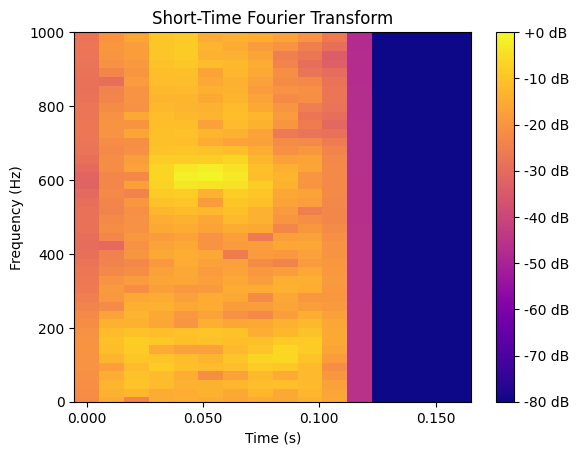 Short-Time Fourier Transform
Frequency (Hz)
1000
800
600
400
200
0
0.000
0.050
0.100
0.150
Time (s)
+0 dB
-10 dB
-20 dB
-30 dB
-40 dB
-50 dB
-60 dB
-70 dB
-80 dB